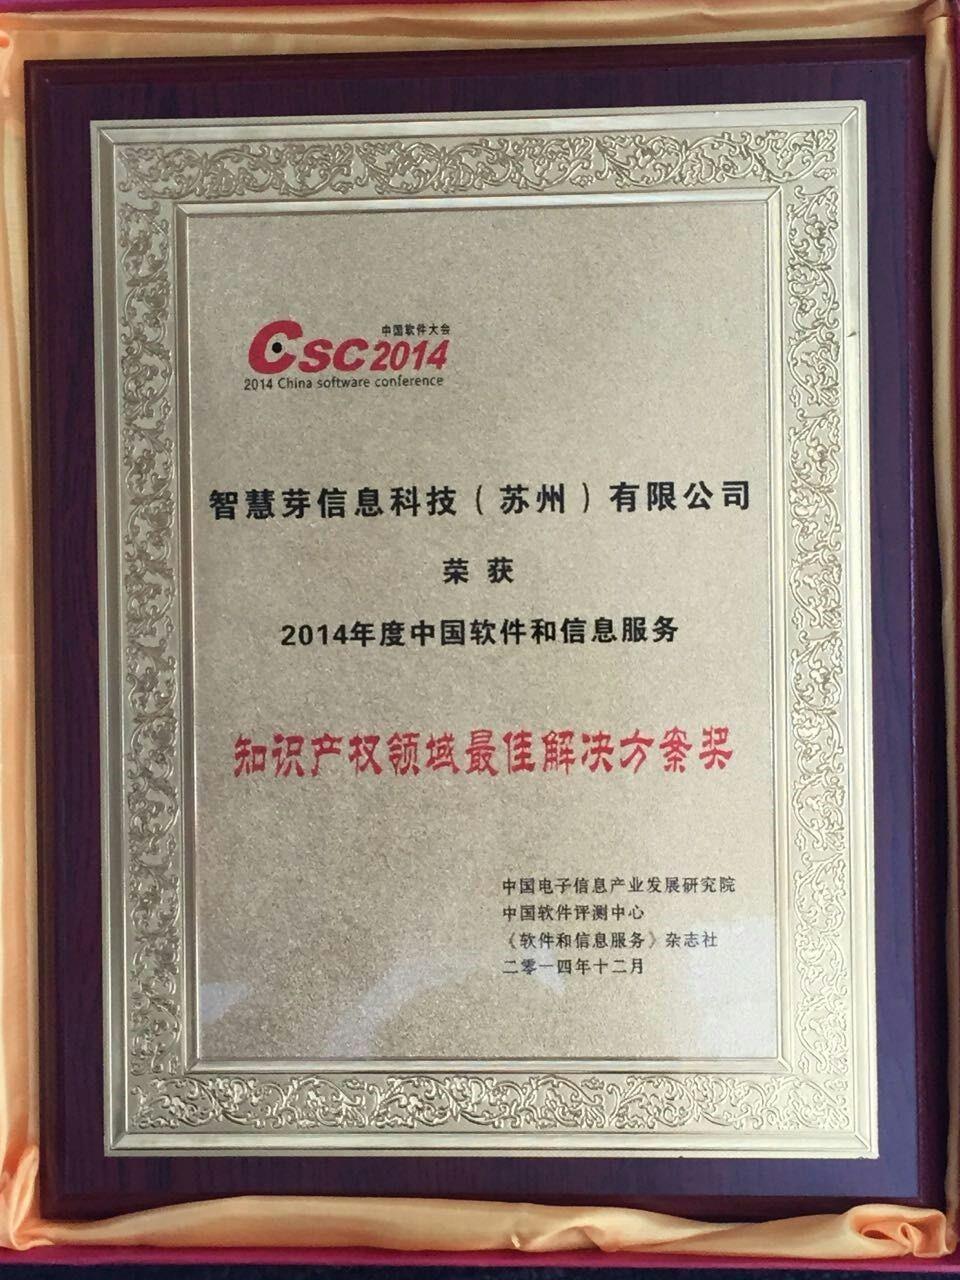 中国软件大会
CSC2014
2014 China software conference
智慧芽信息科技（苏州）有限公司
荣 获
2014年度中国软件和信息服务
知识产权领域最佳解决方案奖
中国电子信息产业发展研究院
中国软件评测中心
《软件和信息服务》杂志社
二零一四年十二月